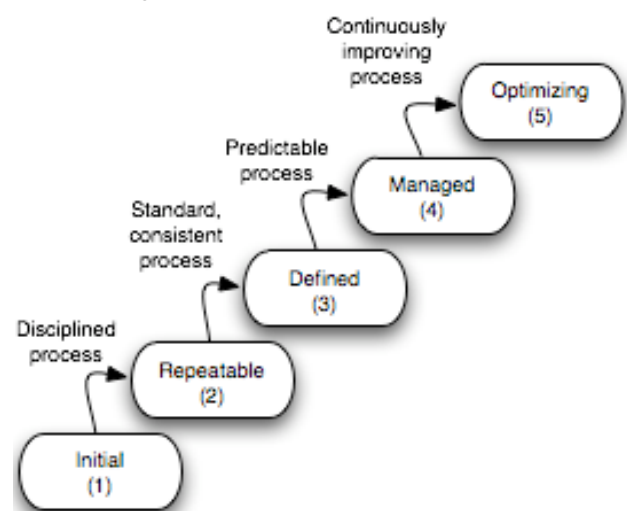 Continuously
improving
process
Optimizing
(5)
Predictable
process
Managed
(4)
Standard,
consistent
process
Defined
(3)
Disciplined
process
Repeatable
(2)
Initial
(1)